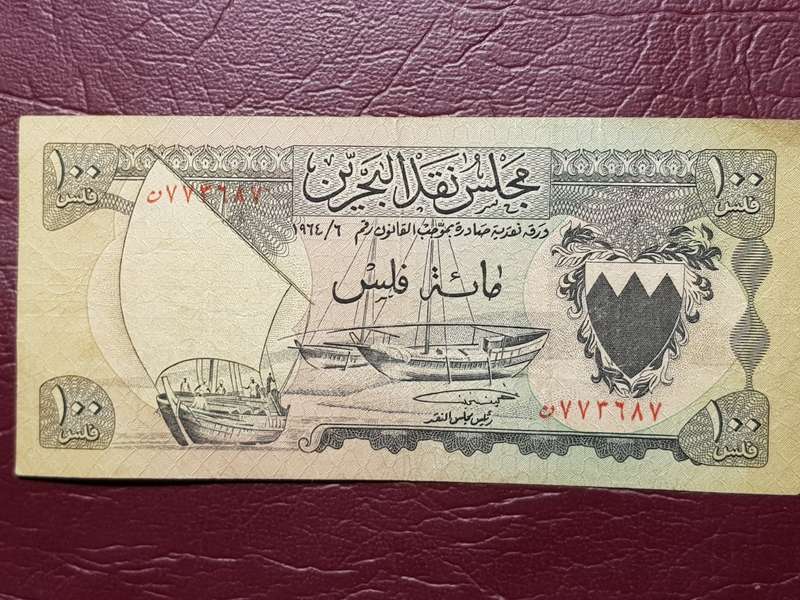 مجلس نقد البحرين
ورقة نقدية صادرة بموجب القانون رقم ٦/١٩٦٤
مائة فلس
١٠٠
فلس
١٠٠
فلس
ن ٧٧٣٦٨٧
ن ٧٧٣٦٨٧
رئيس مجلس النقد
١٠٠
فلس
١٠٠
فلس